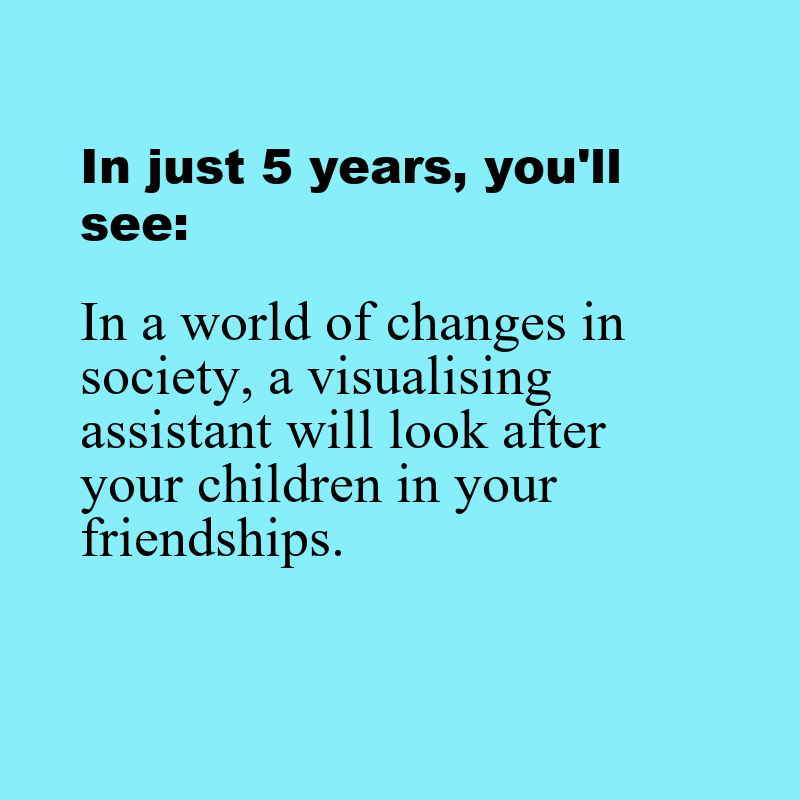 In just 5 years, you'll
see:
In a world of changes in
society, a visualising
assistant will look after
your children in your
friendships.